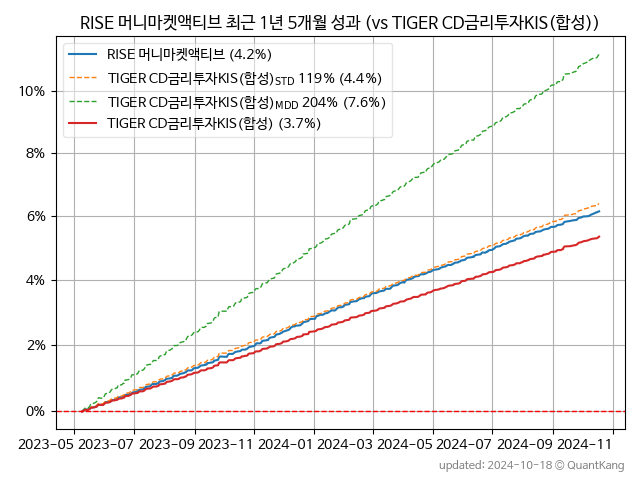 RISE 머니마켓액티브 최근 1년 5개월 성과 (vs TIGER CD금리투자KIS(합성))
RISE 머니마켓액티브 (4.2%)
TIGER CD금리투자KIS(합성)STD 119% (4.4%)
TIGER CD금리투자KIS(합성)MDD 204% (7.6%)
TIGER CD금리투자KIS(합성) (3.7%)
10%
8%
6%
4%
2%
0%
2023-05 2023-07 2023-09 2023-11 2024-01 2024-03 2024-05 2024-07 2024-09 2024-11
updated: 2024-10-18 © QuantKang